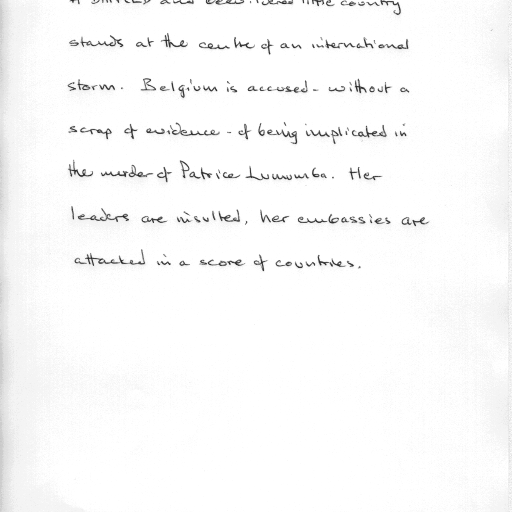 and bewildered little country
stands at the centre of an international
storm. Belgium is accused - without a
scrap of evidence - of being implicated in
the murder of Patrice Lumumba. Her
leaders are insulted, her embassies are
attacked in a score of countries.